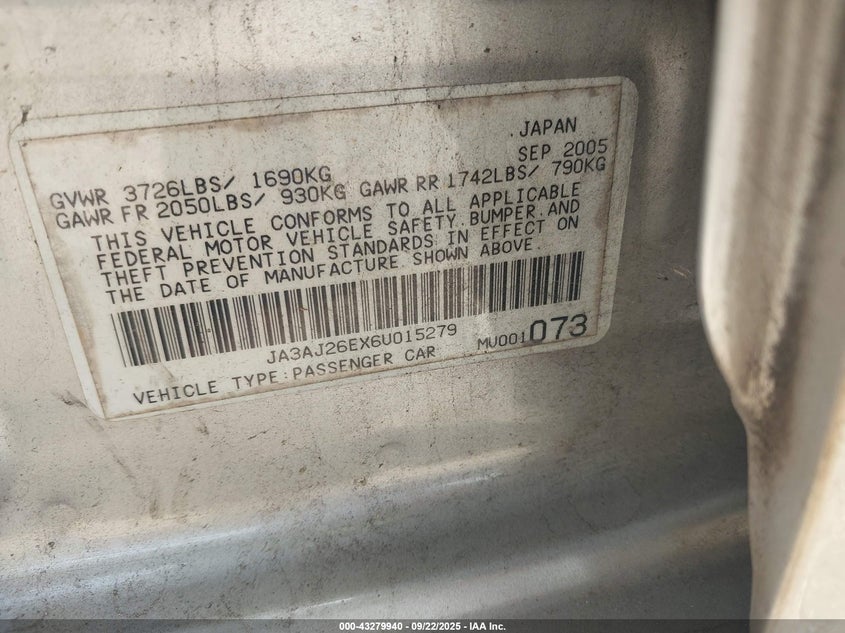 JAPAN
SEP 2005
GVWR 3726LBS/ 1690KG
GAWR FR 2050LBS/ 930KG GAWR RR 1742LBS/ 790KG
THIS VEHICLE CONFORMS TO ALL APPLICABLE
FEDERAL MOTOR VEHICLE SAFETY.BUMPER.AND
THEFT PREVENTION STANDARDS IN EFFECT ON
THE DATE OF MANUFACTURE SHOWN ABOVE.
JA3AJ26EX6U015279
MU001 073
VEHICLE TYPE:PASSENGER CAR
000-43279940 - 09/22/2025 - IAA Inc.